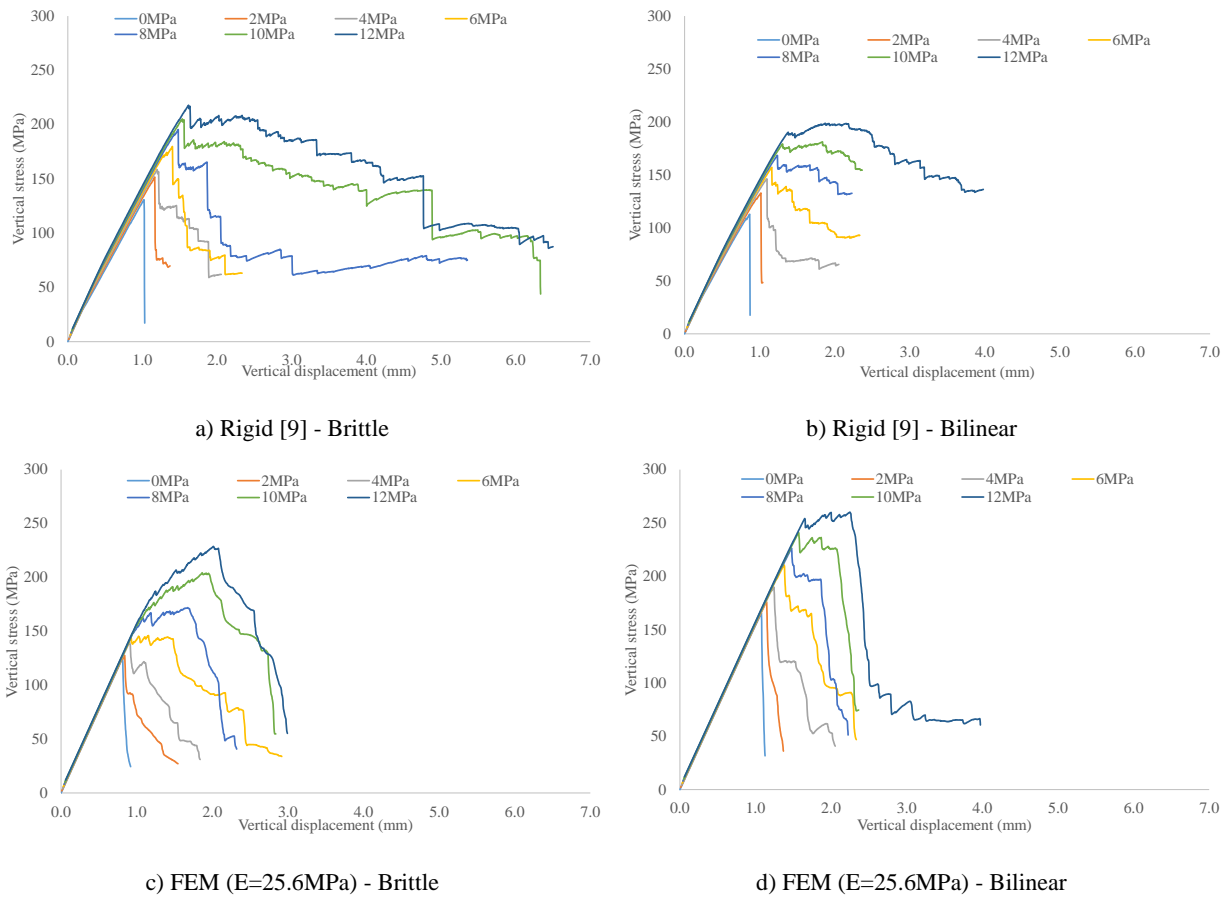 300
250
200
150
100
50
0
Vertical stress (MPa)
0MPa 2MPa 4MPa 6MPa
8MPa 10MPa 12MPa
0.0 1.0 2.0 3.0 4.0 5.0 6.0 7.0
Vertical displacement (mm)
a) Rigid [9] - Brittle
300
250
200
150
100
50
0
Vertical stress (MPa)
0MPa 2MPa 4MPa 6MPa
8MPa 10MPa 12MPa
0.0 1.0 2.0 3.0 4.0 5.0 6.0 7.0
Vertical displacement (mm)
b) Rigid [9] - Bilinear
300
250
200
150
100
50
0
Vertical stress (MPa)
0MPa 2MPa 4MPa 6MPa
8MPa 10MPa 12MPa
0.0 1.0 2.0 3.0 4.0 5.0 6.0 7.0
Vertical displacement (mm)
c) FEM (E=25.6MPa) - Brittle
300
250
200
150
100
50
0
Vertical stress (MPa)
0MPa 2MPa 4MPa 6MPa
8MPa 10MPa 12MPa
0.0 1.0 2.0 3.0 4.0 5.0 6.0 7.0
Vertical displacement (mm)
d) FEM (E=25.6MPa) - Bilinear